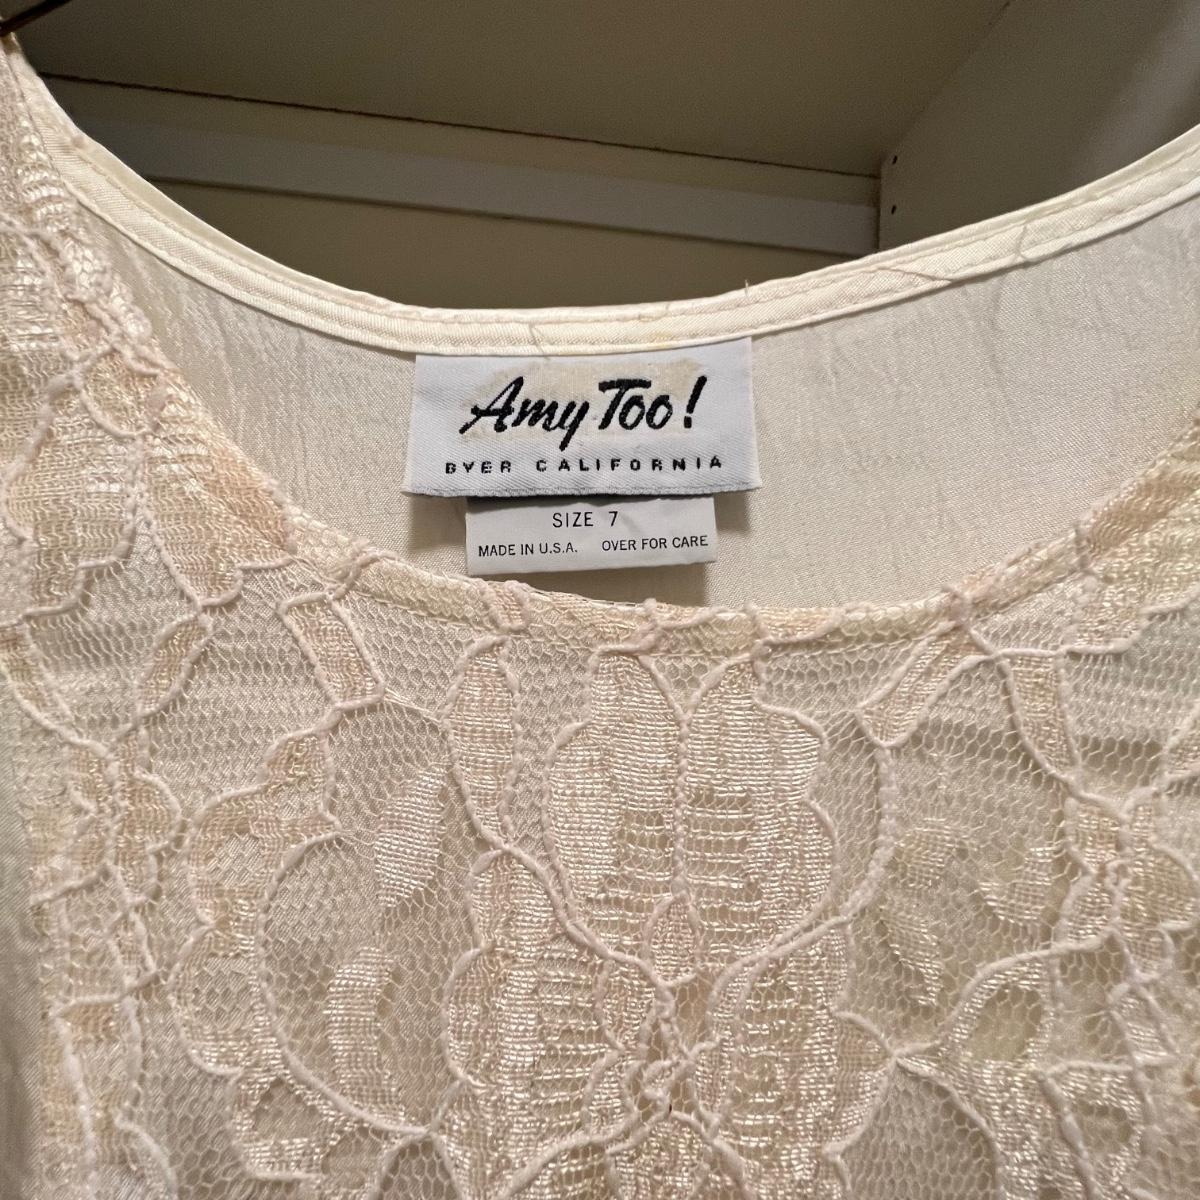 Amy Too!
BYER CALIFORNIA
SIZE 7
MADE IN U.S.A. OVER FOR CARE